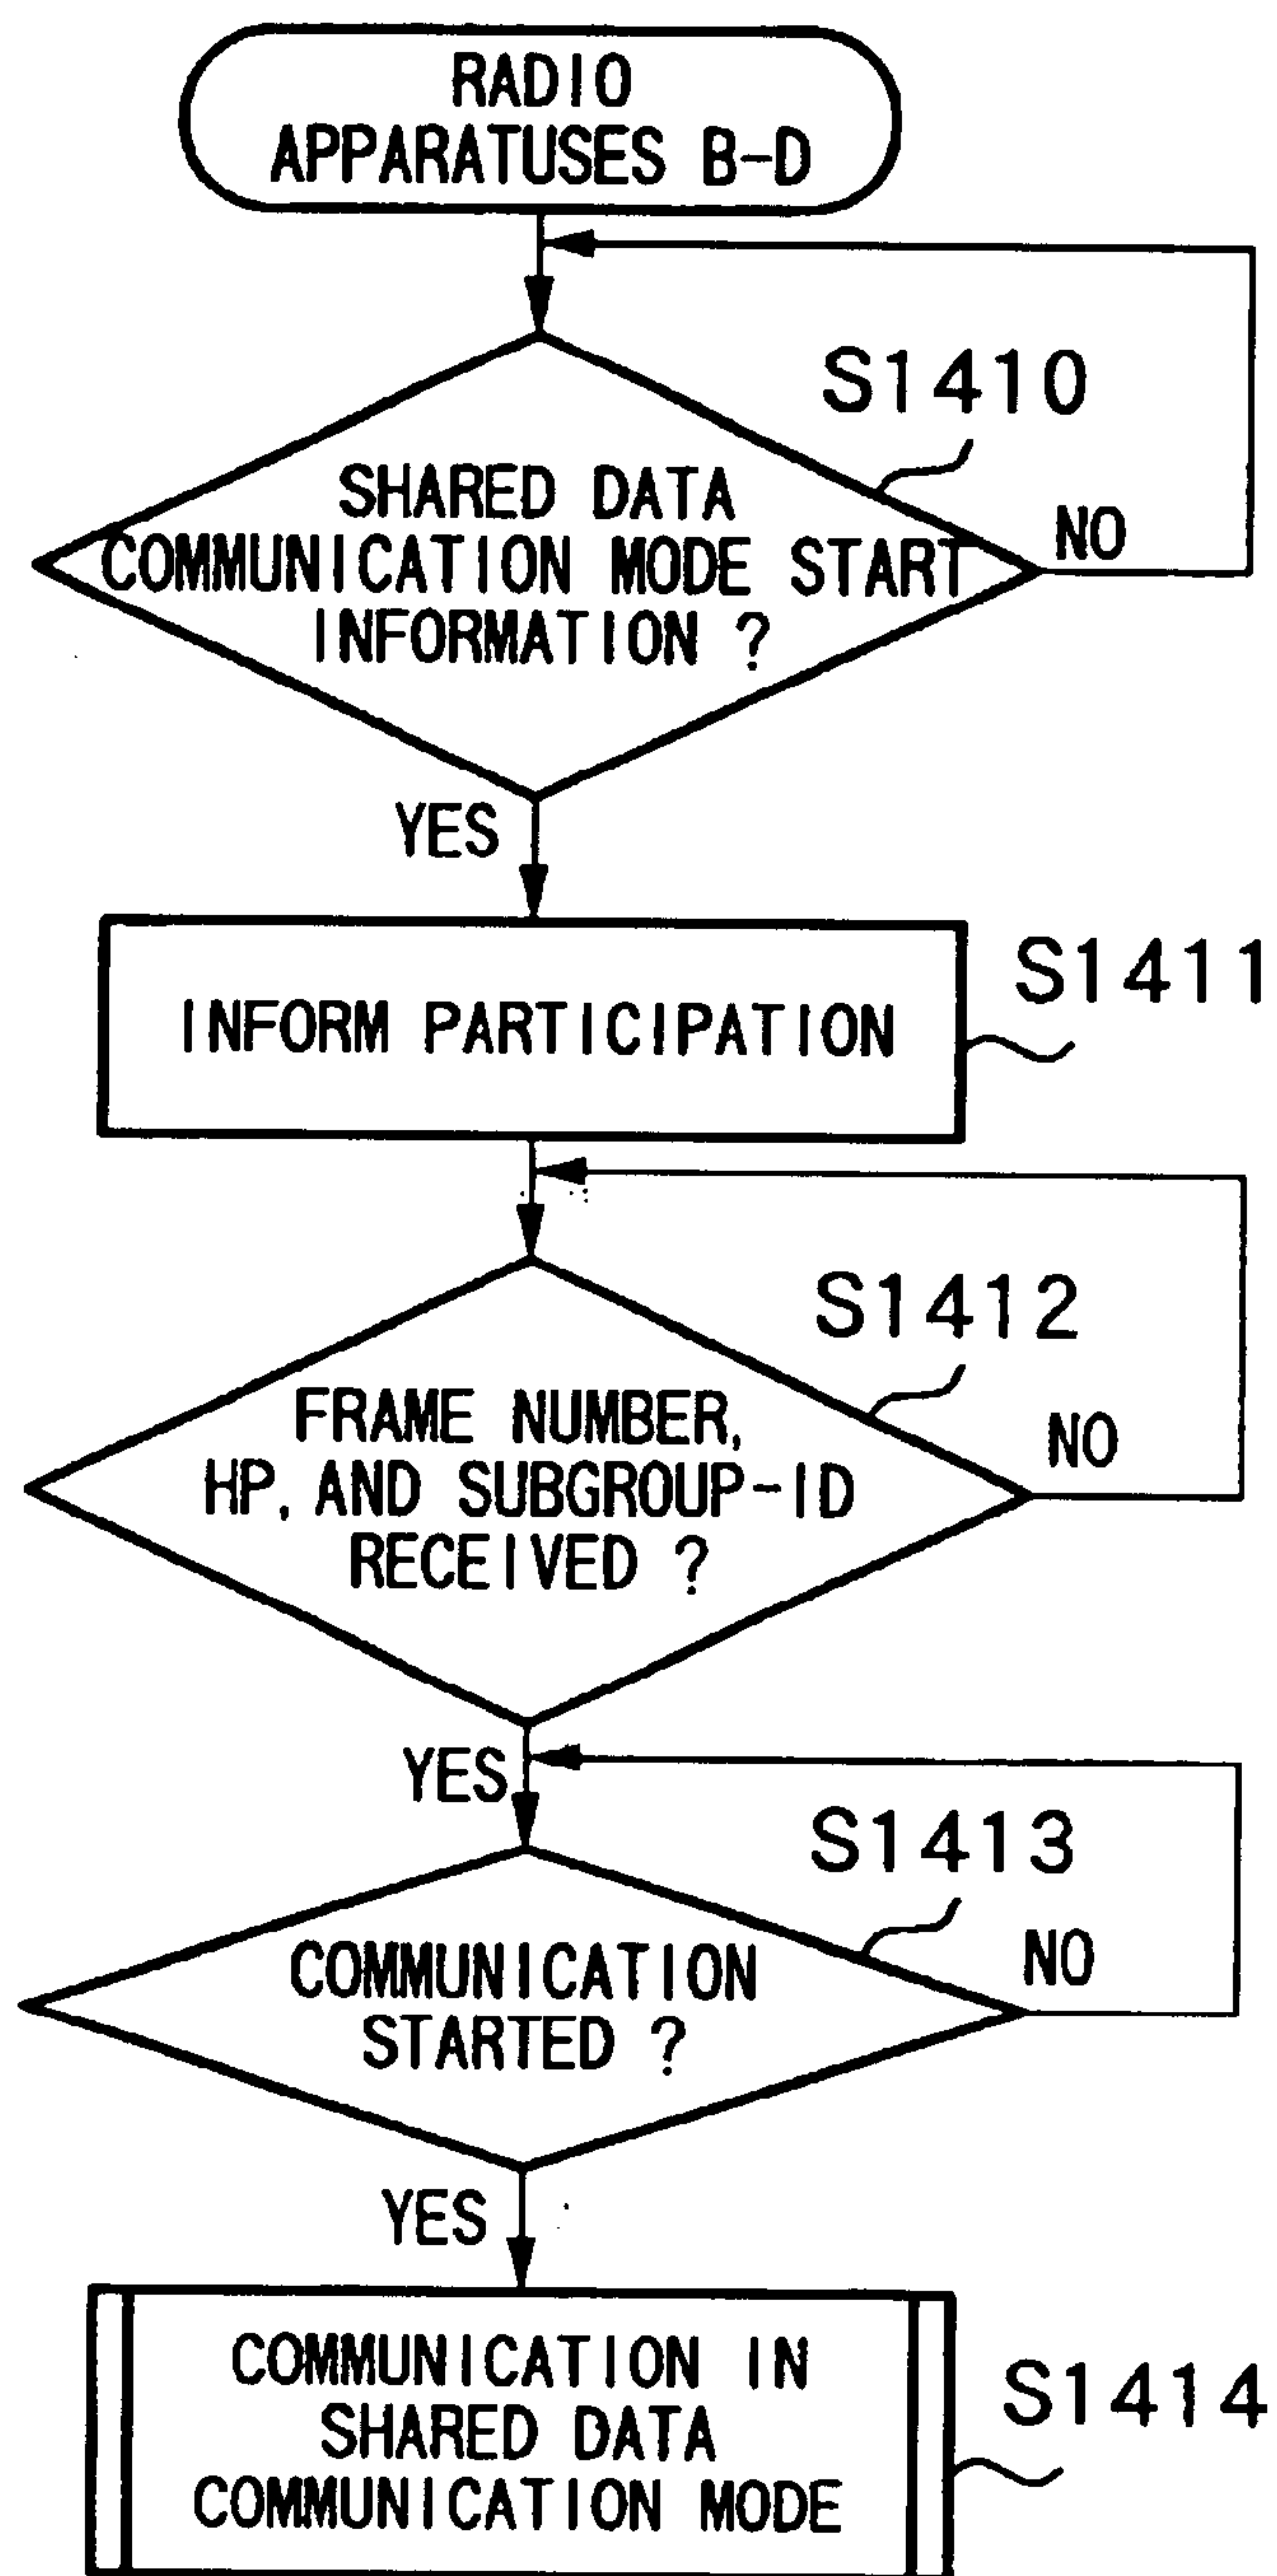 RADIO
APPARATUSES B-D
S1410
SHARED DATA
COMMUNICATION MODE START
INFORMATION ?
NO
YES
INFORM PARTICIPATION
S1411
S1412
FRAME NUMBER,
HP, AND SUBGROUP-ID
RECEIVED ?
NO
YES
S1413
COMMUNICATION
STARTED ?
NO
YES
COMMUNICATION IN
SHARED DATA
COMMUNICATION MODE
S1414